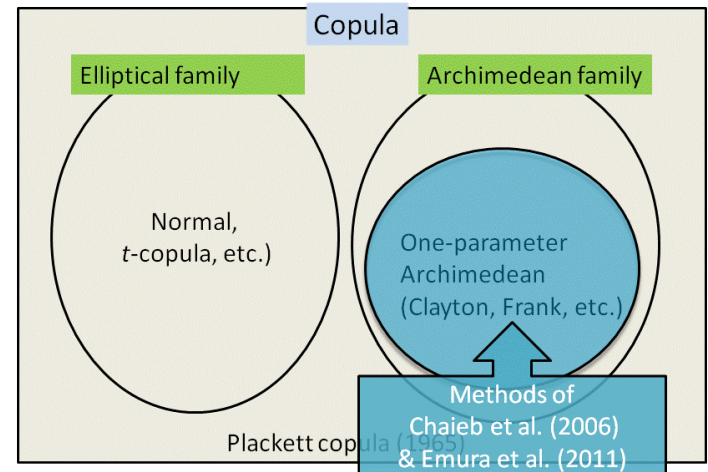 Copula
Elliptical family
Archimedean family
Normal,
t-copula, etc.)
One-parameter
Archimedean
(Clayton, Frank, etc.)
Methods of
Chaieb et al. (2006)
& Emura et al. (2011)
Plackett copula (1965)